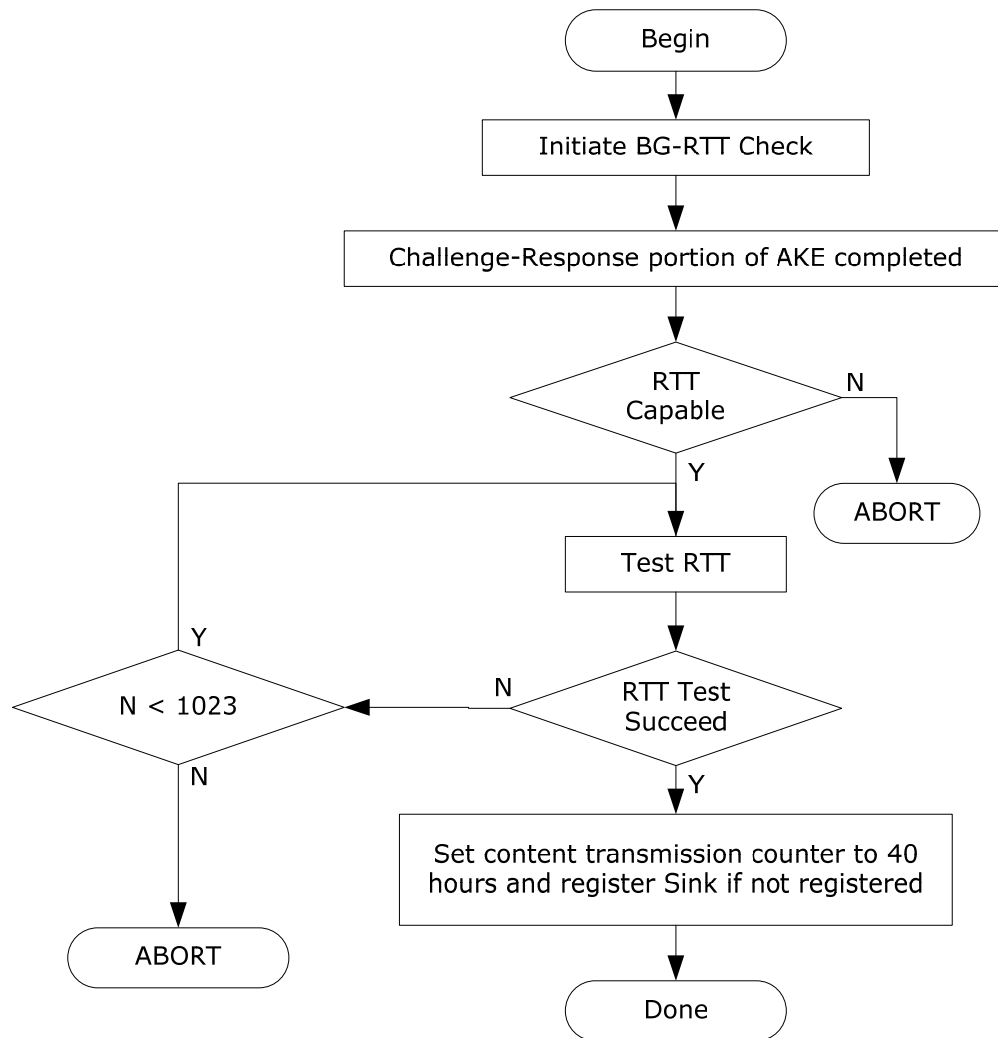 Begin
Initiate BG-RTT Check
Challenge-Response portion of AKE completed
RTT
Capable
N
Y
ABORT
Test RTT
Y
N
RTT Test
Succeed
N < 1023
N
Y
Set content transmission counter to 40
hours and register Sink if not registered
ABORT
Done